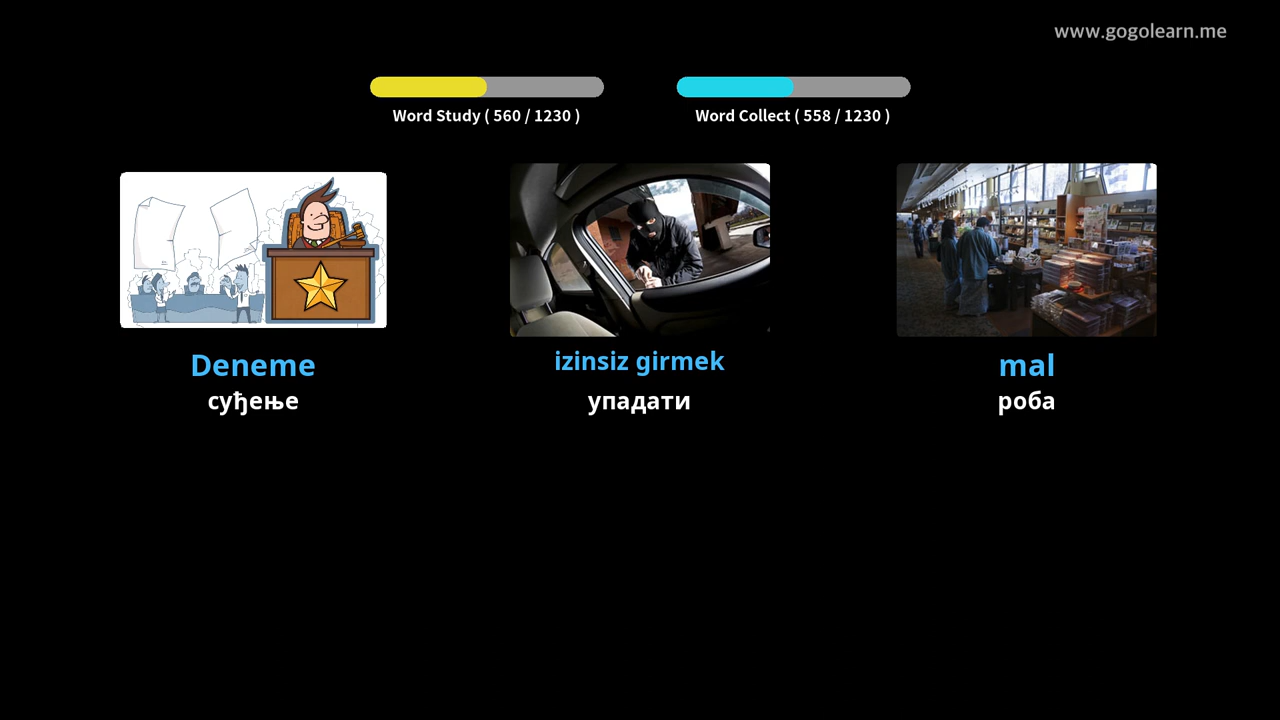 www.gogolearn.me
Word Study ( 560 / 1230 )
Word Collect ( 558 / 1230 )
Deneme
суђење
izinsiz girmek
упадати
mal
роба